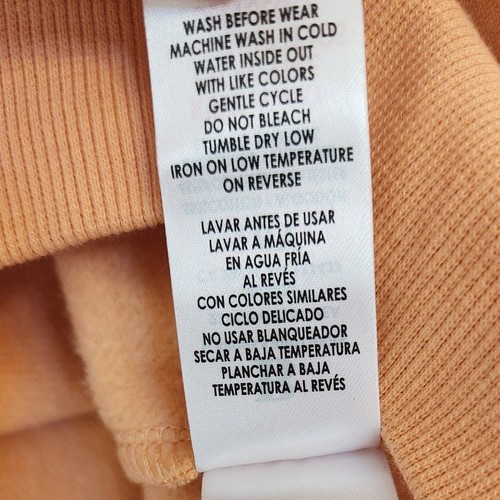 WASH BEFORE WEAR
MACHINE WASH IN COLD
WATER INSIDE OUT
WITH LIKE COLORS
GENTLE CYCLE
DO NOT BLEACH
TUMBLE DRY LOW
IRON ON LOW TEMPERATURE
ON REVERSE
LAVAR ANTES DE USAR
LAVAR A MÁQUINA
EN AGUA FRÍA
AL REVÉS
CON COLORES SIMILARES
CICLO DELICADO
NO USAR BLANQUEADOR
SECAR A BAJA TEMPERATURA
PLANCHAR A BAJA
TEMPERATURA AL REVÉS